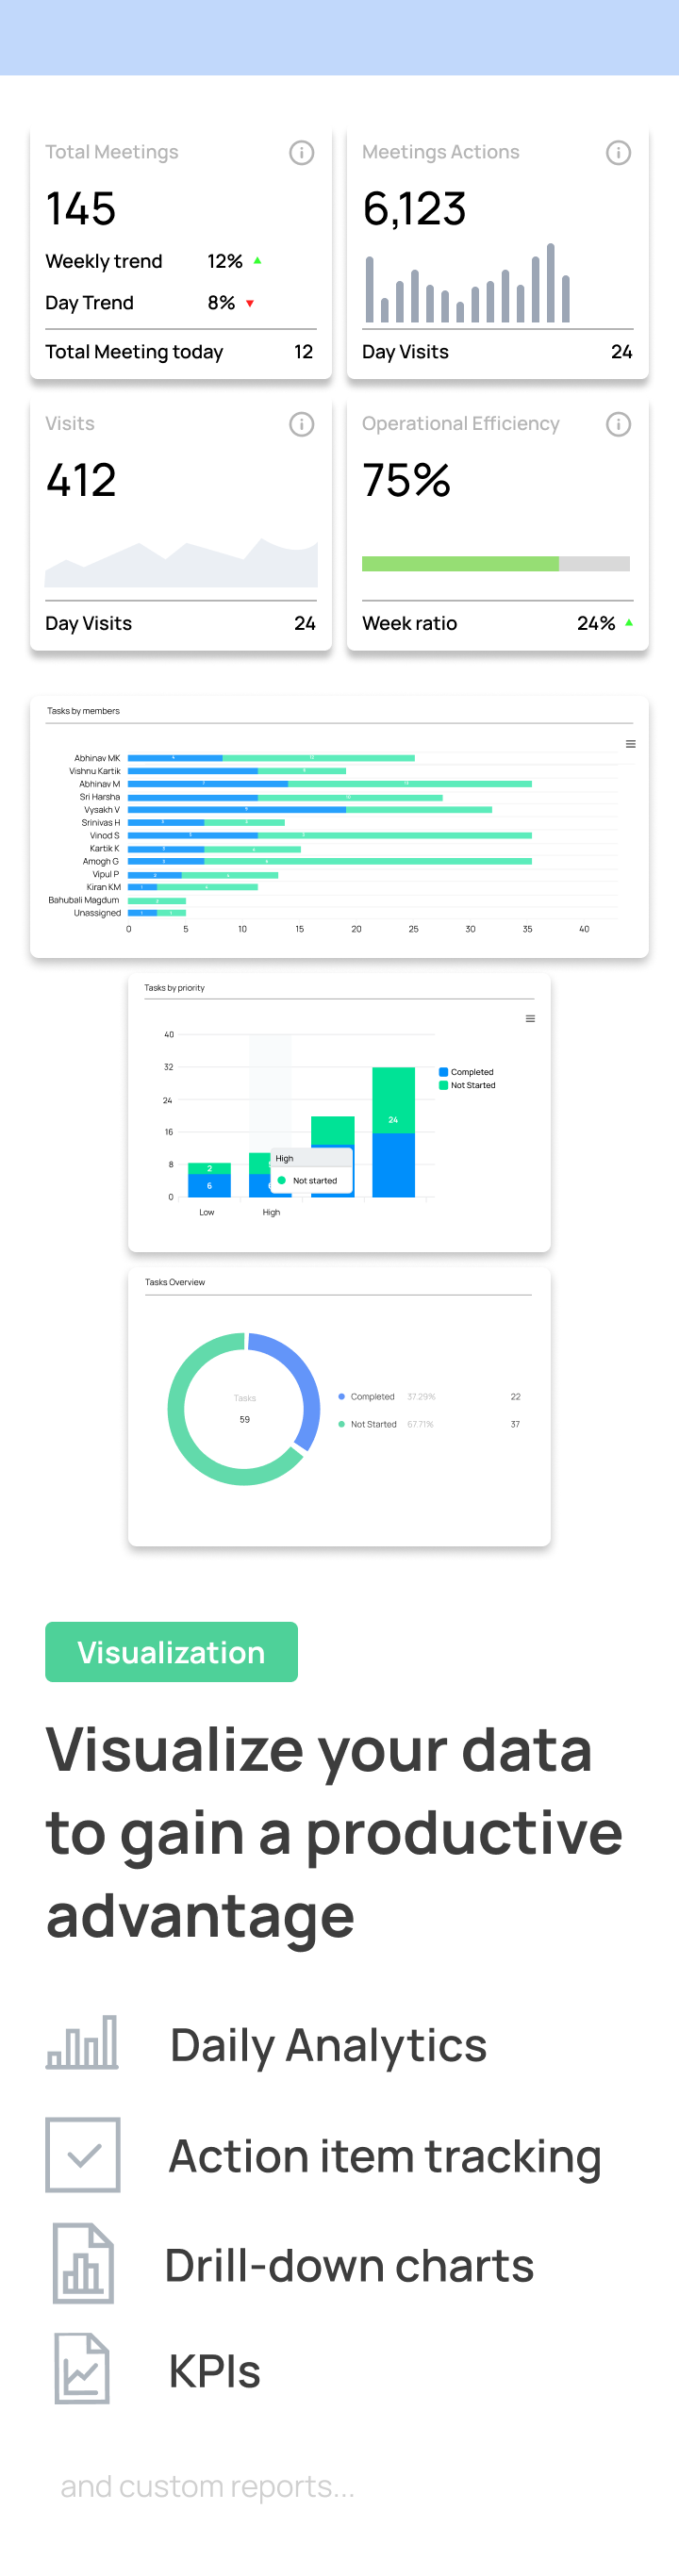 Total Meetings
145
Weekly trend 12%
Day Trend 8%
Total Meeting today 12
Meetings Actions
6,123
Day Visits 24
Visits
412
Day Visits 24
Operational Efficiency
75%
Week ratio 24%
Tasks by members
Abhinav MK
Vishnu Kartik
Abhinav M
Sri Harsha
Vysakh V
Srinivas H
Vinod S
Kartik K
Amogh G
Vipul P
Kiran KM
Bahubali Magdum
Unassigned
0 5 10 15 20 25 30 35 40
Tasks by priority
40
32
24
16
8
0
Completed
Not Started
24
2
6
High
Not started
Low High
Tasks Overview
Tasks
59
Completed 37.29% 22
Not Started 67.71% 37
Visualization
Visualize your data
to gain a productive
advantage
Daily Analytics
Action item tracking
Drill-down charts
KPIs
and custom reports...